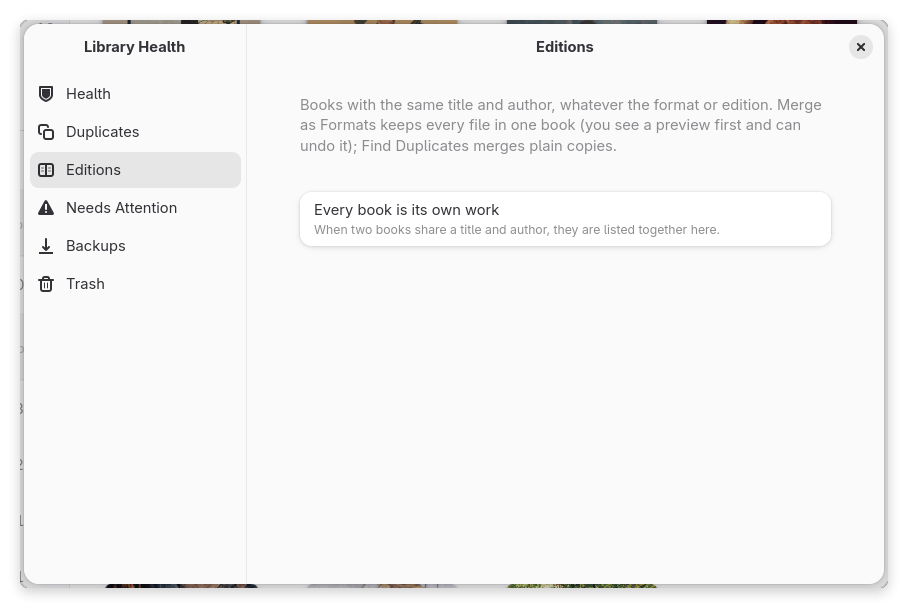 Library Health
Health
Duplicates
Editions
Needs Attention
Backups
Trash
Editions
Books with the same title and author, whatever the format or edition. Merge
as Formats keeps every file in one book (you see a preview first and can
undo it); Find Duplicates merges plain copies.
Every book is its own work
When two books share a title and author, they are listed together here.